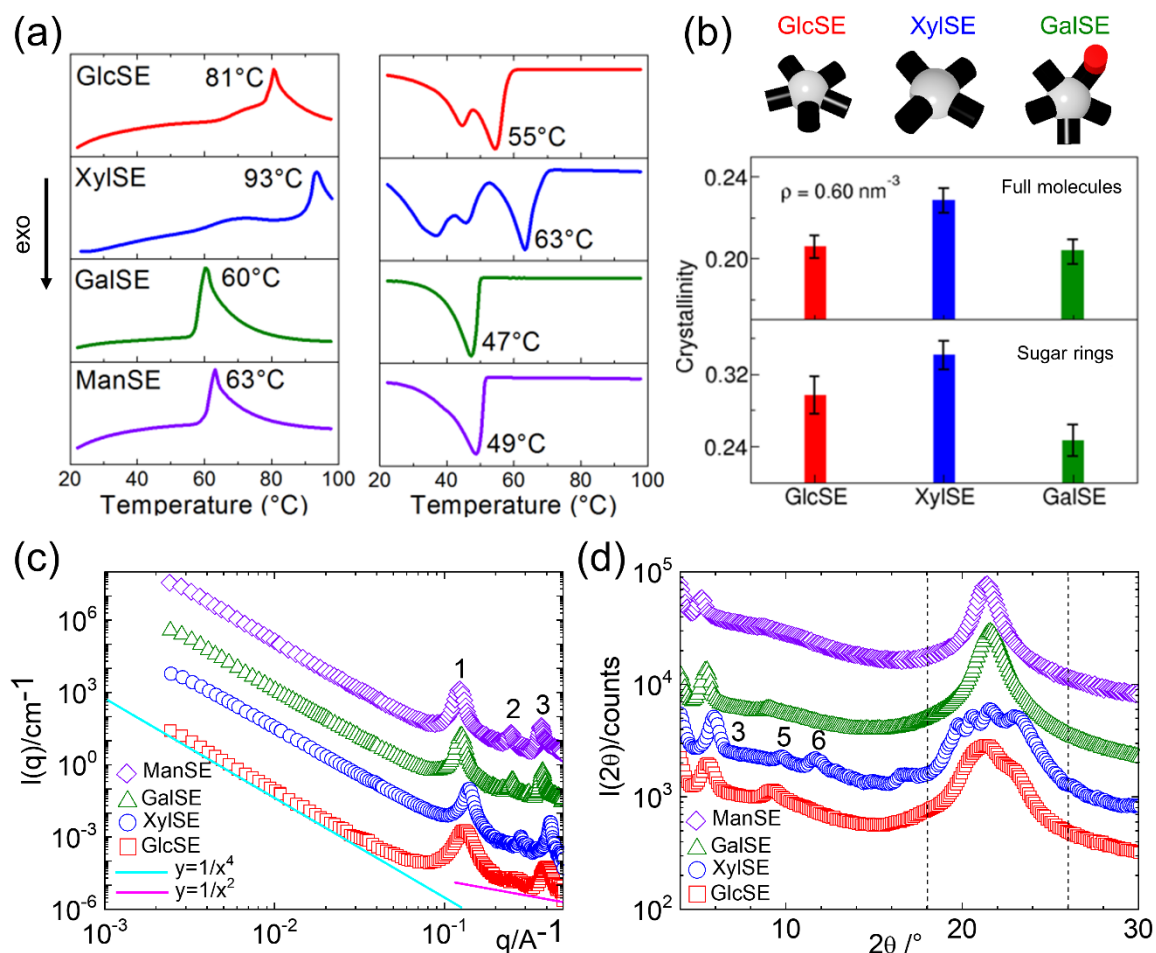 (a)
GlcSE
81°C
55°C
XylSE
93°C
63°C
exo
GalSE
60°C
47°C
ManSE
63°C
49°C
20 40 60 80 100
20 40 60 80 100
Temperature (°C)
Temperature (°C)
(b)
GlcSE XylSE GalSE
0.24
ρ = 0.60 nm⁻³
Full molecules
0.20
Crystallinity
Sugar rings
0.32
0.24
GlcSE XylSE GalSE
(c)
I(q)/cm⁻¹
10⁶
10³
10⁰
10⁻³
10⁻⁶
1
2
3
ManSE
GalSE
XylSE
GlcSE
y=1/x⁴
y=1/x²
10⁻³ 10⁻² 10⁻¹
q/A⁻¹
(d)
I(2θ)/counts
10⁵
10⁴
10³
10²
3
5
6
ManSE
GalSE
XylSE
GlcSE
10 20 30
2θ /°